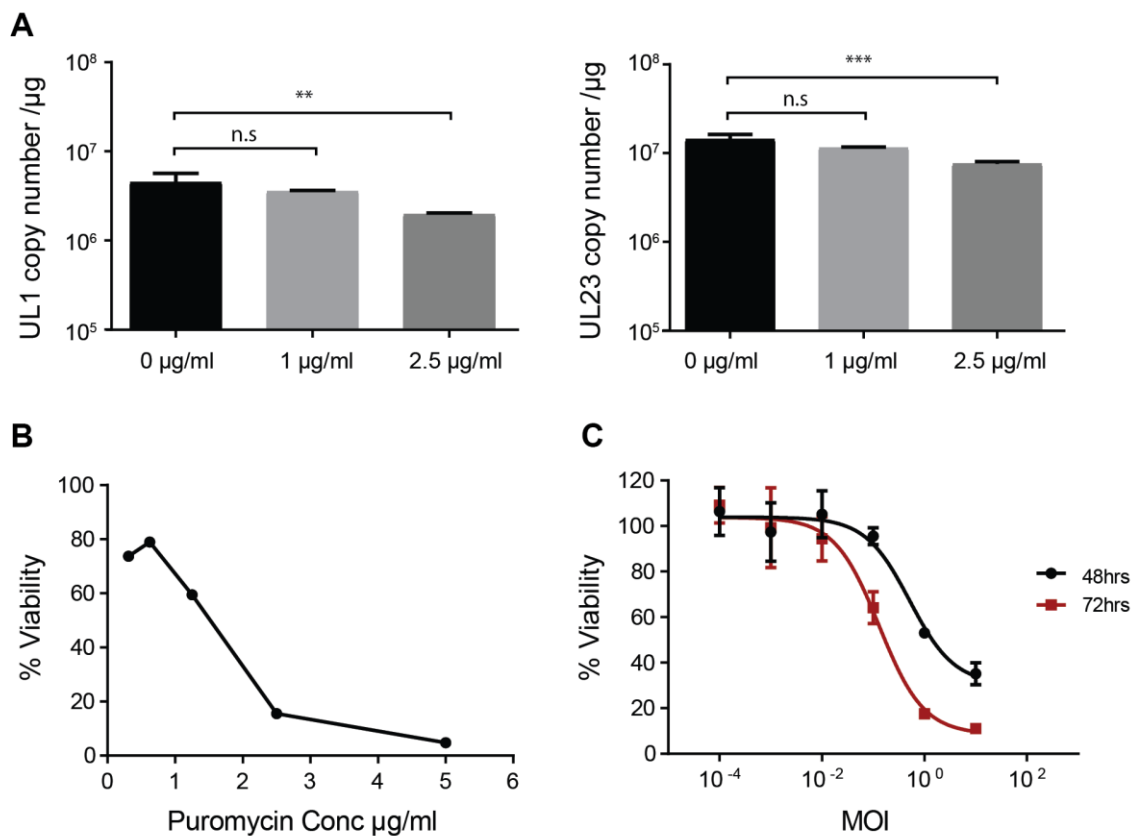 A
UL1 copy number /µg
10⁸
10⁷
10⁶
10⁵
**
n.s
0 µg/ml 1 µg/ml 2.5 µg/ml
UL23 copy number /µg
10⁸
10⁷
10⁶
10⁵
***
n.s
0 µg/ml 1 µg/ml 2.5 µg/ml
B
% Viability
100
80
60
40
20
0
0 1 2 3 4 5 6
Puromycin Conc µg/ml
C
% Viability
120
100
80
60
40
20
0
10⁻⁴ 10⁻² 10⁰ 10²
MOI
48hrs
72hrs